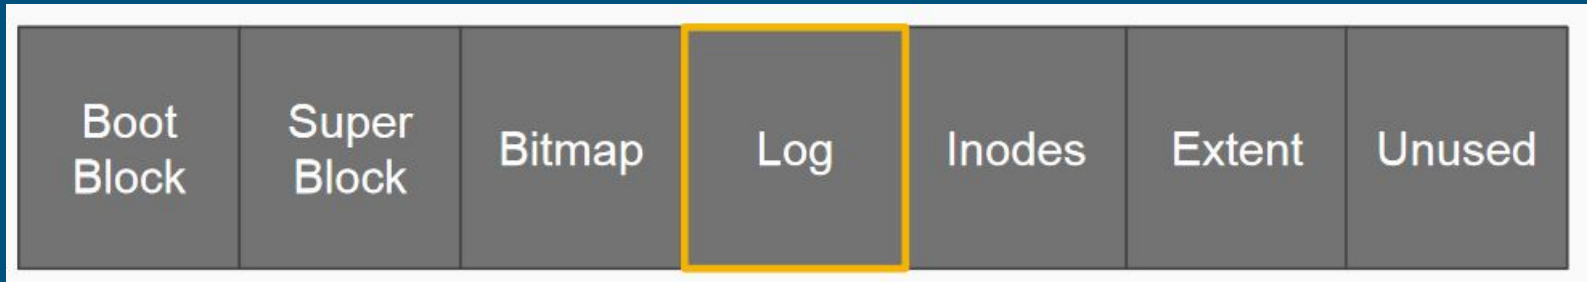 Boot
Block
Super
Block
Bitmap
Log
Inodes
Extent
Unused